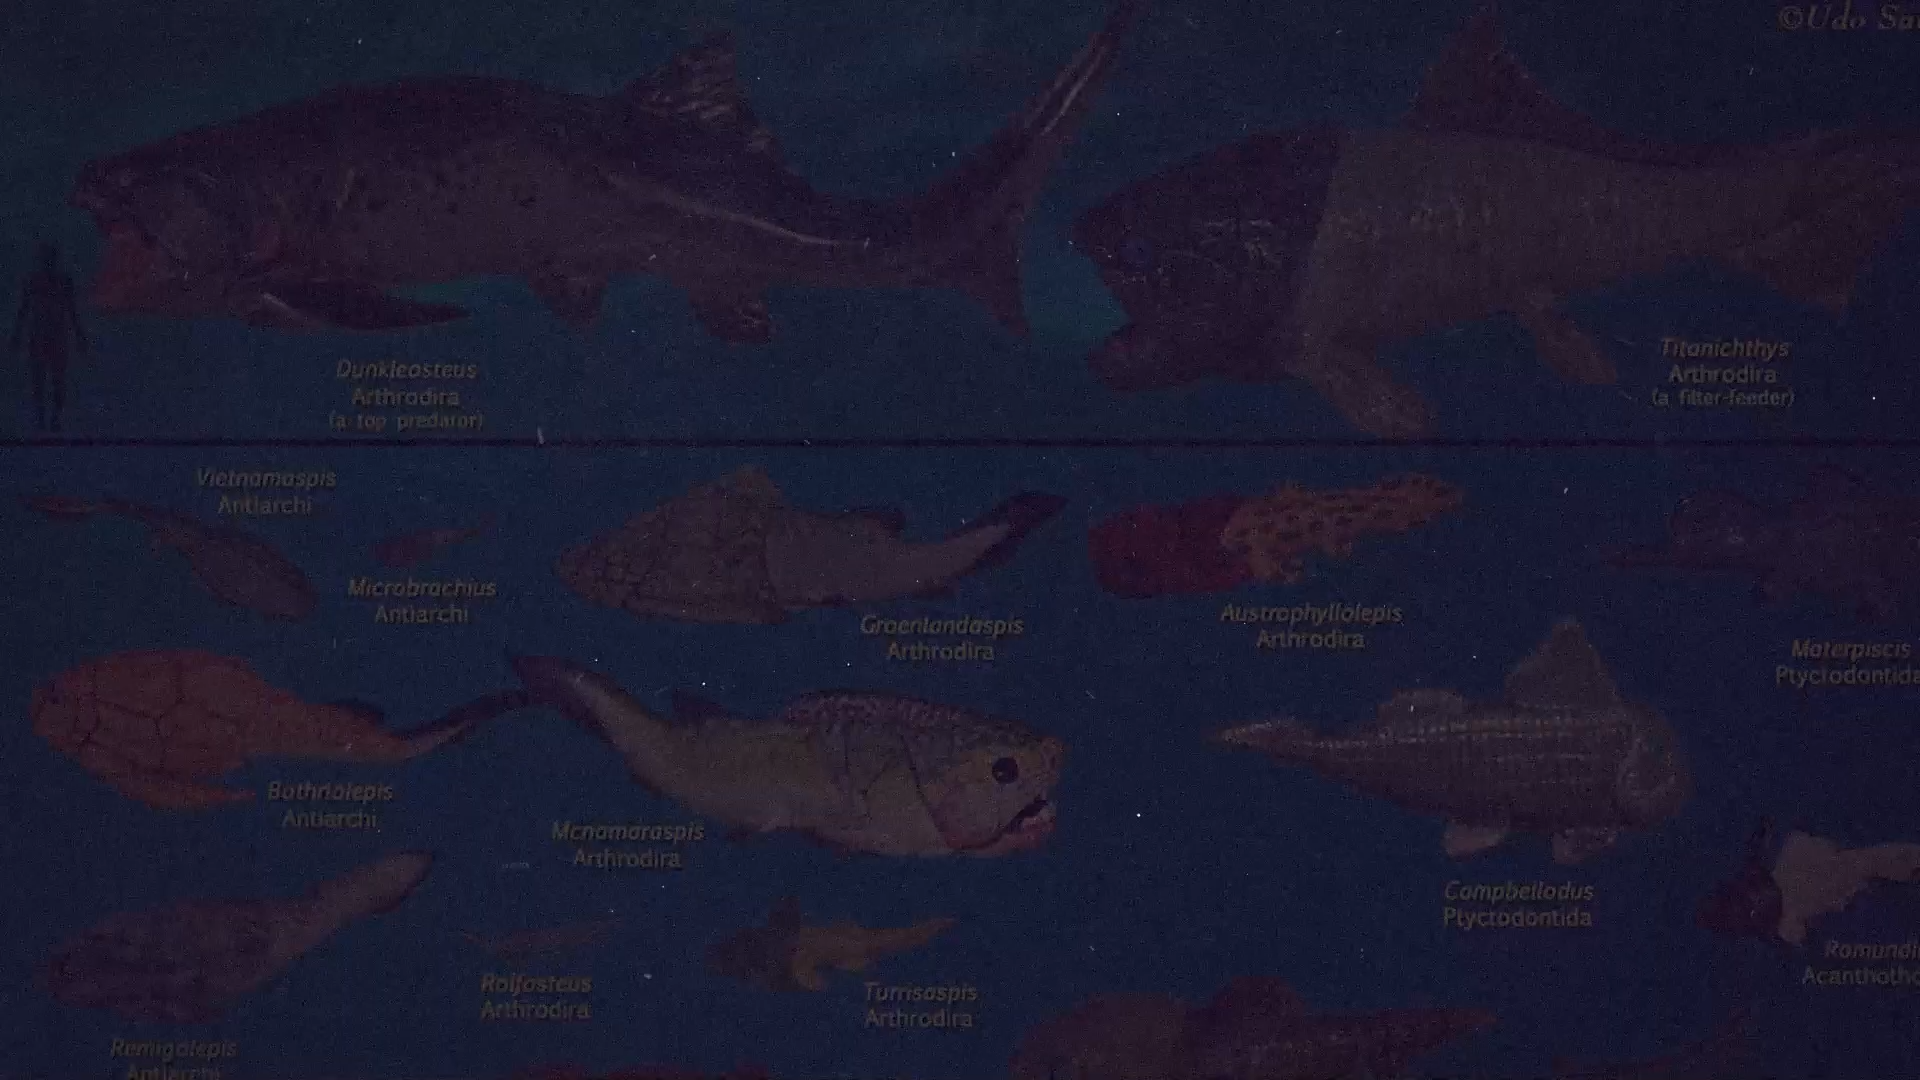 ©Udo
Dunkleosteus
Arthrodira
(a top predator)
Titanichthys
Arthrodira
(a filter-feeder)
Vietnamaspis
Antiarchi
Microbrachius
Antiarchi
Groenlandaspis
Arthrodira
Austrophyllolepis
Arthrodira
Materpiscis
Ptyctodontida
Bothriolepis
Antiarchi
Mcnamaraspis
Arthrodira
Campbellodus
Ptyctodontida
Rolfosteus
Arthrodira
Turrisaspis
Arthrodira
Remigolepis
Antiarchi